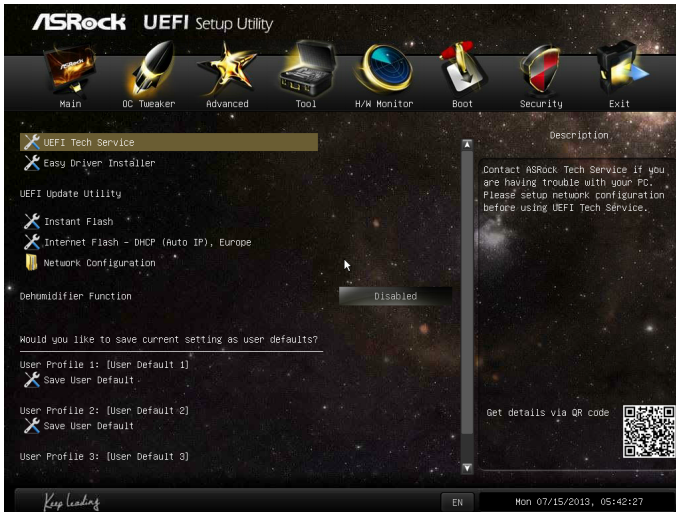 ASRock UEFI Setup Utility
ASRock
Main OC Tweaker Advanced Tool H/W Monitor Boot Security Exit
UEFI Tech Service
Easy Driver Installer
UEFI Update Utility
Instant Flash
Internet Flash - DHCP (Auto IP), Europe
Network Configuration
Dehumidifier Function Disabled
Would you like to save current setting as user defaults?
User Profile 1: [User Default 1]
Save User Default
User Profile 2: [User Default 2]
Save User Default
User Profile 3: [User Default 3]
Description
Contact ASRock Tech Service if you
are having trouble with your PC.
Please setup network configuration
before using UEFI Tech Service.
Get details via QR code
Keep Leading
EN
Mon 07/15/2013, 05:42:27